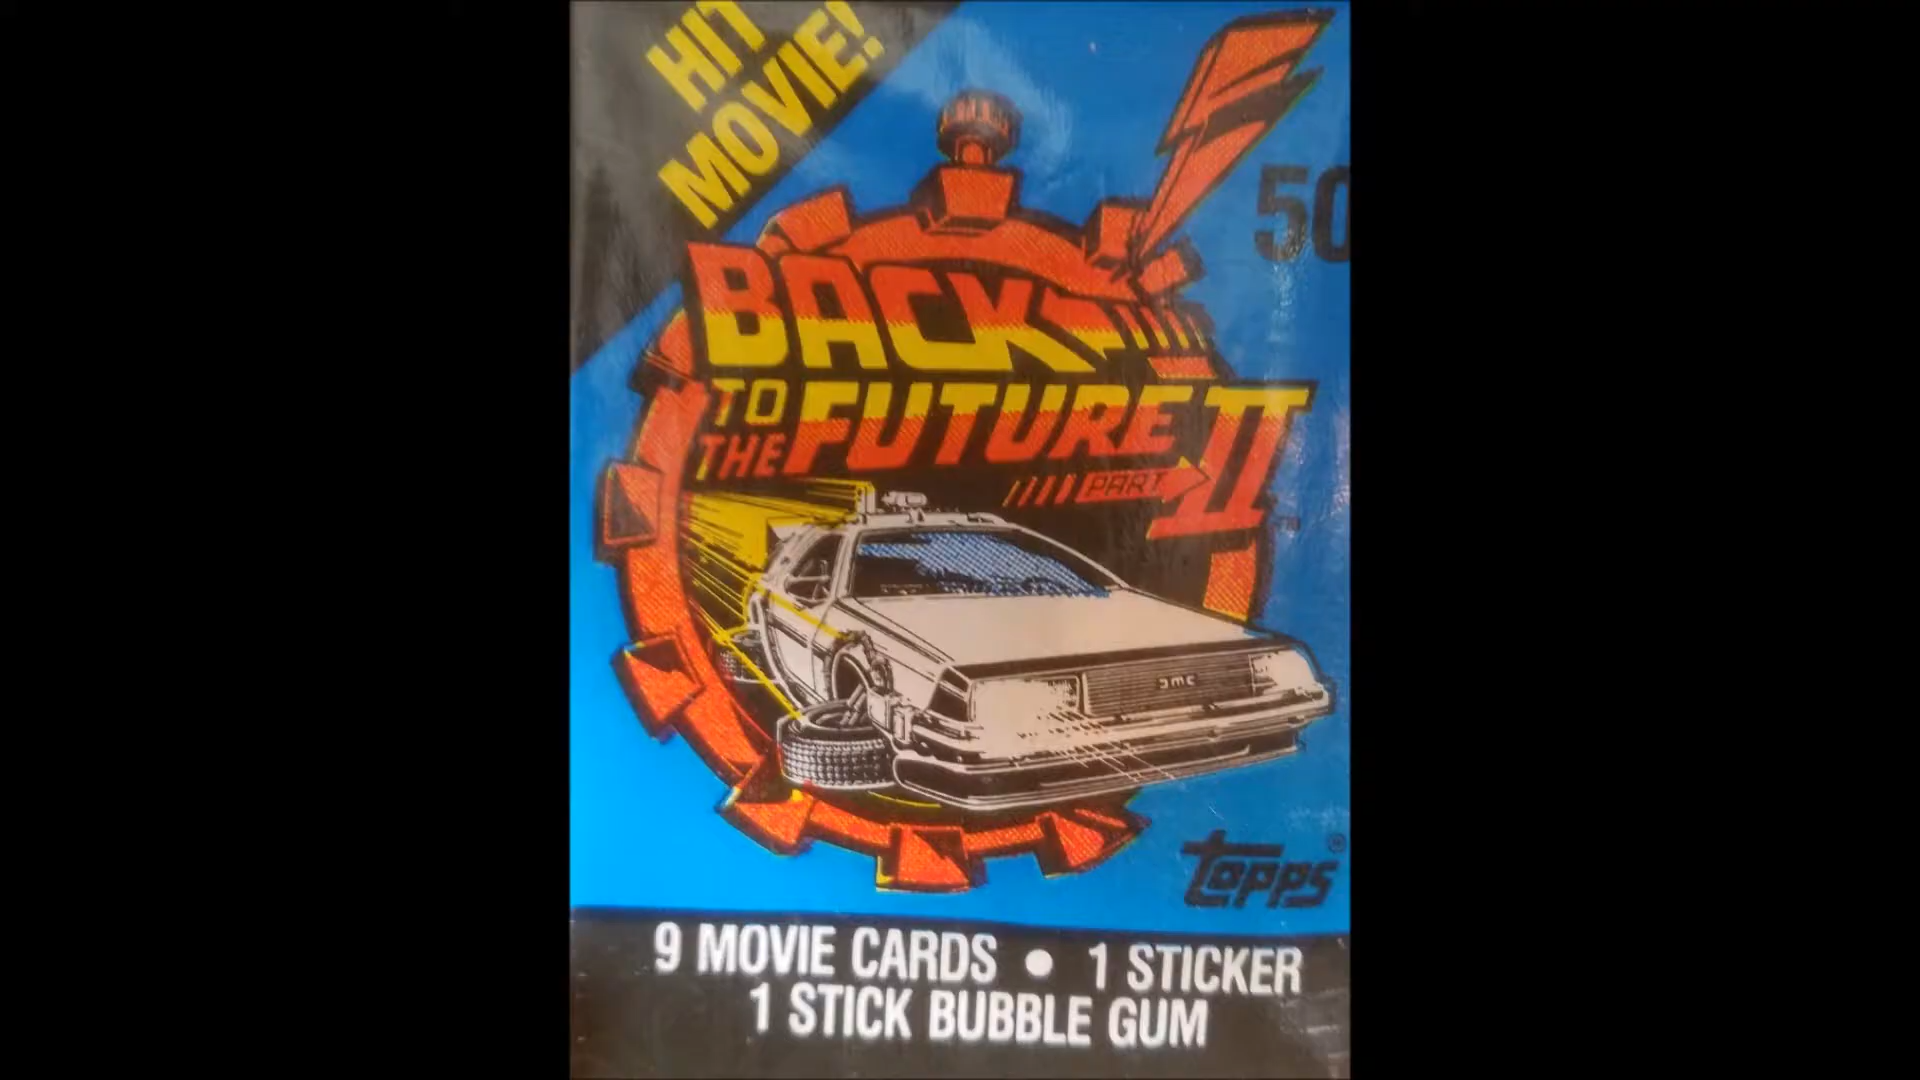 HIT
MOVIE!
50
BACK
TO
THE FUTURE
PART II
TM
DMC
topps®
9 MOVIE CARDS • 1 STICKER
1 STICK BUBBLE GUM